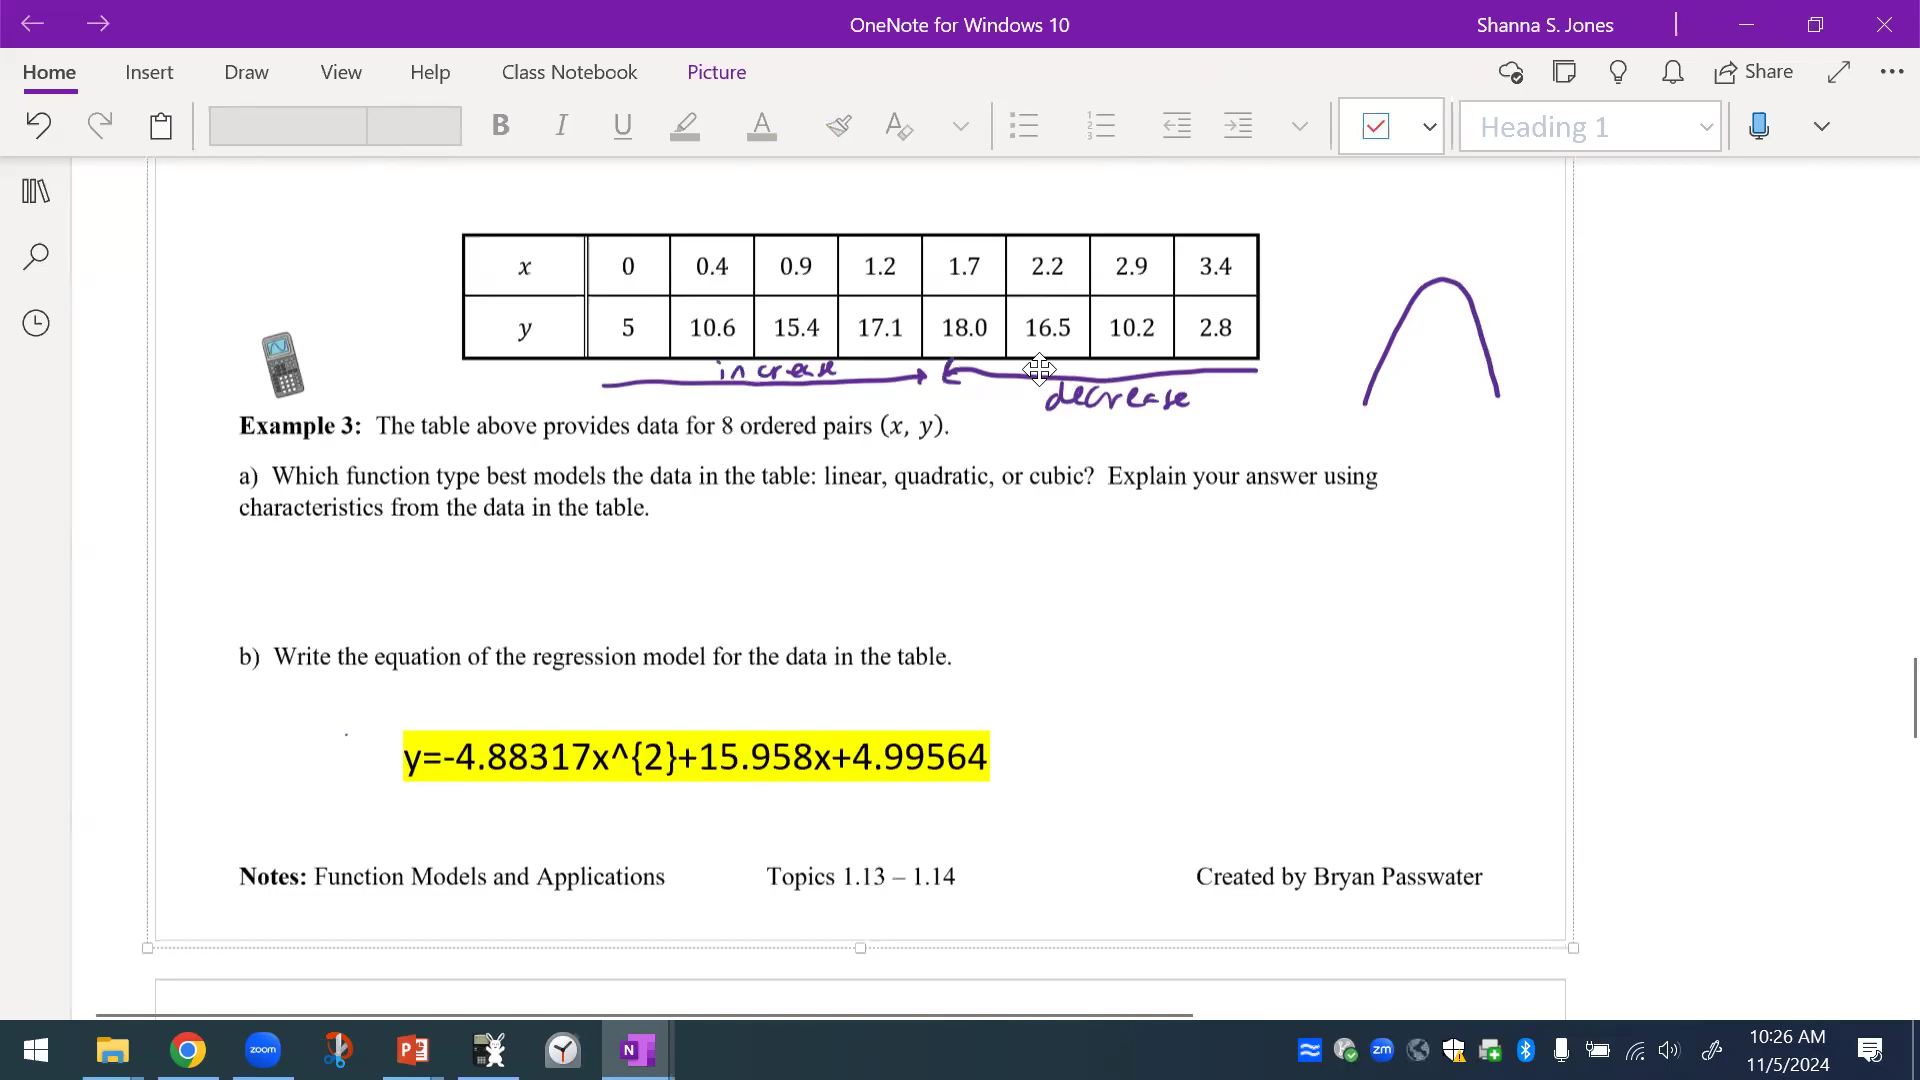 OneNote for Windows 10
Shanna S. Jones
Home Insert Draw View Help Class Notebook Picture
Share
B I U A A
Heading 1
x 0 0.4 0.9 1.2 1.7 2.2 2.9 3.4
y 5 10.6 15.4 17.1 18.0 16.5 10.2 2.8
increase
decrease
Example 3: The table above provides data for 8 ordered pairs (x, y).
a) Which function type best models the data in the table: linear, quadratic, or cubic? Explain your answer using
characteristics from the data in the table.
b) Write the equation of the regression model for the data in the table.
y=-4.88317x^{2}+15.958x+4.99564
Notes: Function Models and Applications Topics 1.13 – 1.14 Created by Bryan Passwater
zoom
P
N
zm
10:26 AM
11/5/2024